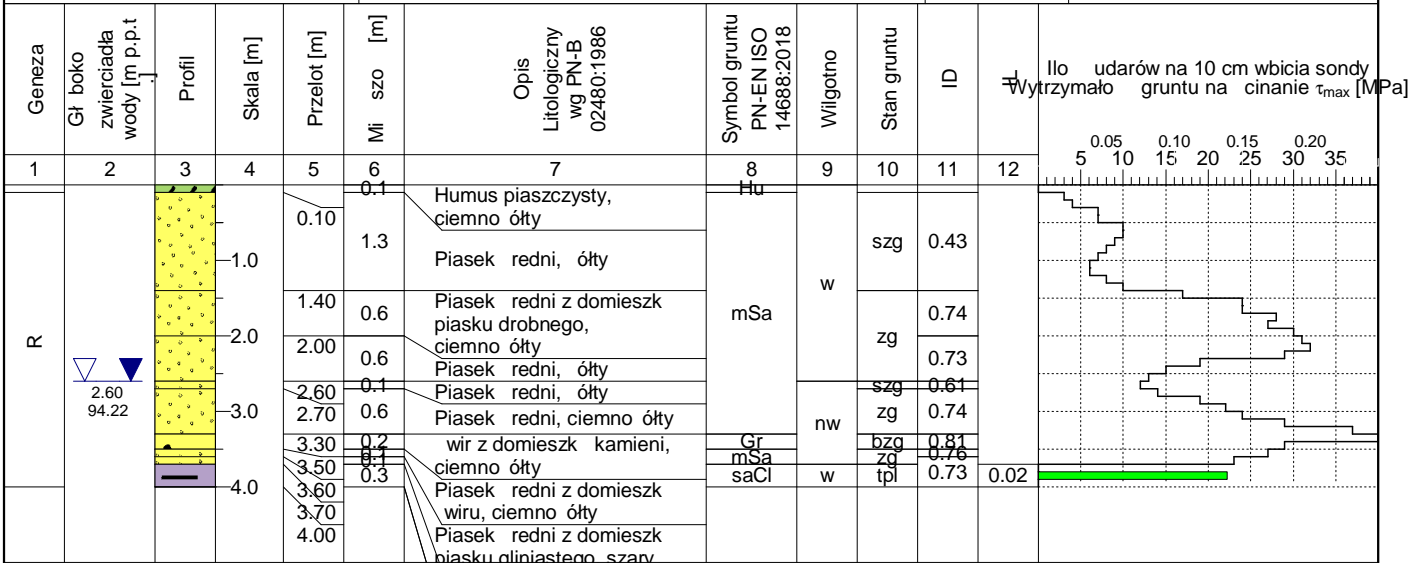 Geneza
Gł boko
zwierciadła
wody [m p.p.t
.]
Profil
Skala [m]
Przelot [m]
Mi szo [m]
Opis
Litologiczny
wg PN-B
02480:1986
Symbol gruntu
PN-EN ISO
14688:2018
Wilgotno
Stan gruntu
ID
IL
Ilo udarów na 10 cm wbicia sondy
Wytrzymało gruntu na cinanie τmax [MPa]
0.05 0.10 0.15 0.20
5 10 15 20 25 30 35
1 2 3 4 5 6 7 8 9 10 11 12
R
2.60
94.22
1.0
2.0
3.0
4.0
0.10
1.40
2.00
2.60
2.70
3.30
3.50
3.60
3.70
4.00
0.1
1.3
0.6
0.6
0.1
0.6
0.2
0.1
0.1
0.3
Humus piaszczysty,
ciemno ółty
Piasek redni, ółty
Piasek redni z domieszk
piasku drobnego,
ciemno ółty
Piasek redni, ółty
Piasek redni, ółty
Piasek redni, ciemno ółty
wir z domieszk kamieni,
ciemno ółty
Piasek redni z domieszk
wiru, ciemno ółty
Piasek redni z domieszk
piasku gliniastego, szary
Hu
mSa
Gr
mSa
saCl
w
nw
w
szg
zg
szg
zg
bzg
zg
tpl
0.43
0.74
0.73
0.61
0.74
0.81
0.76
0.73
0.02